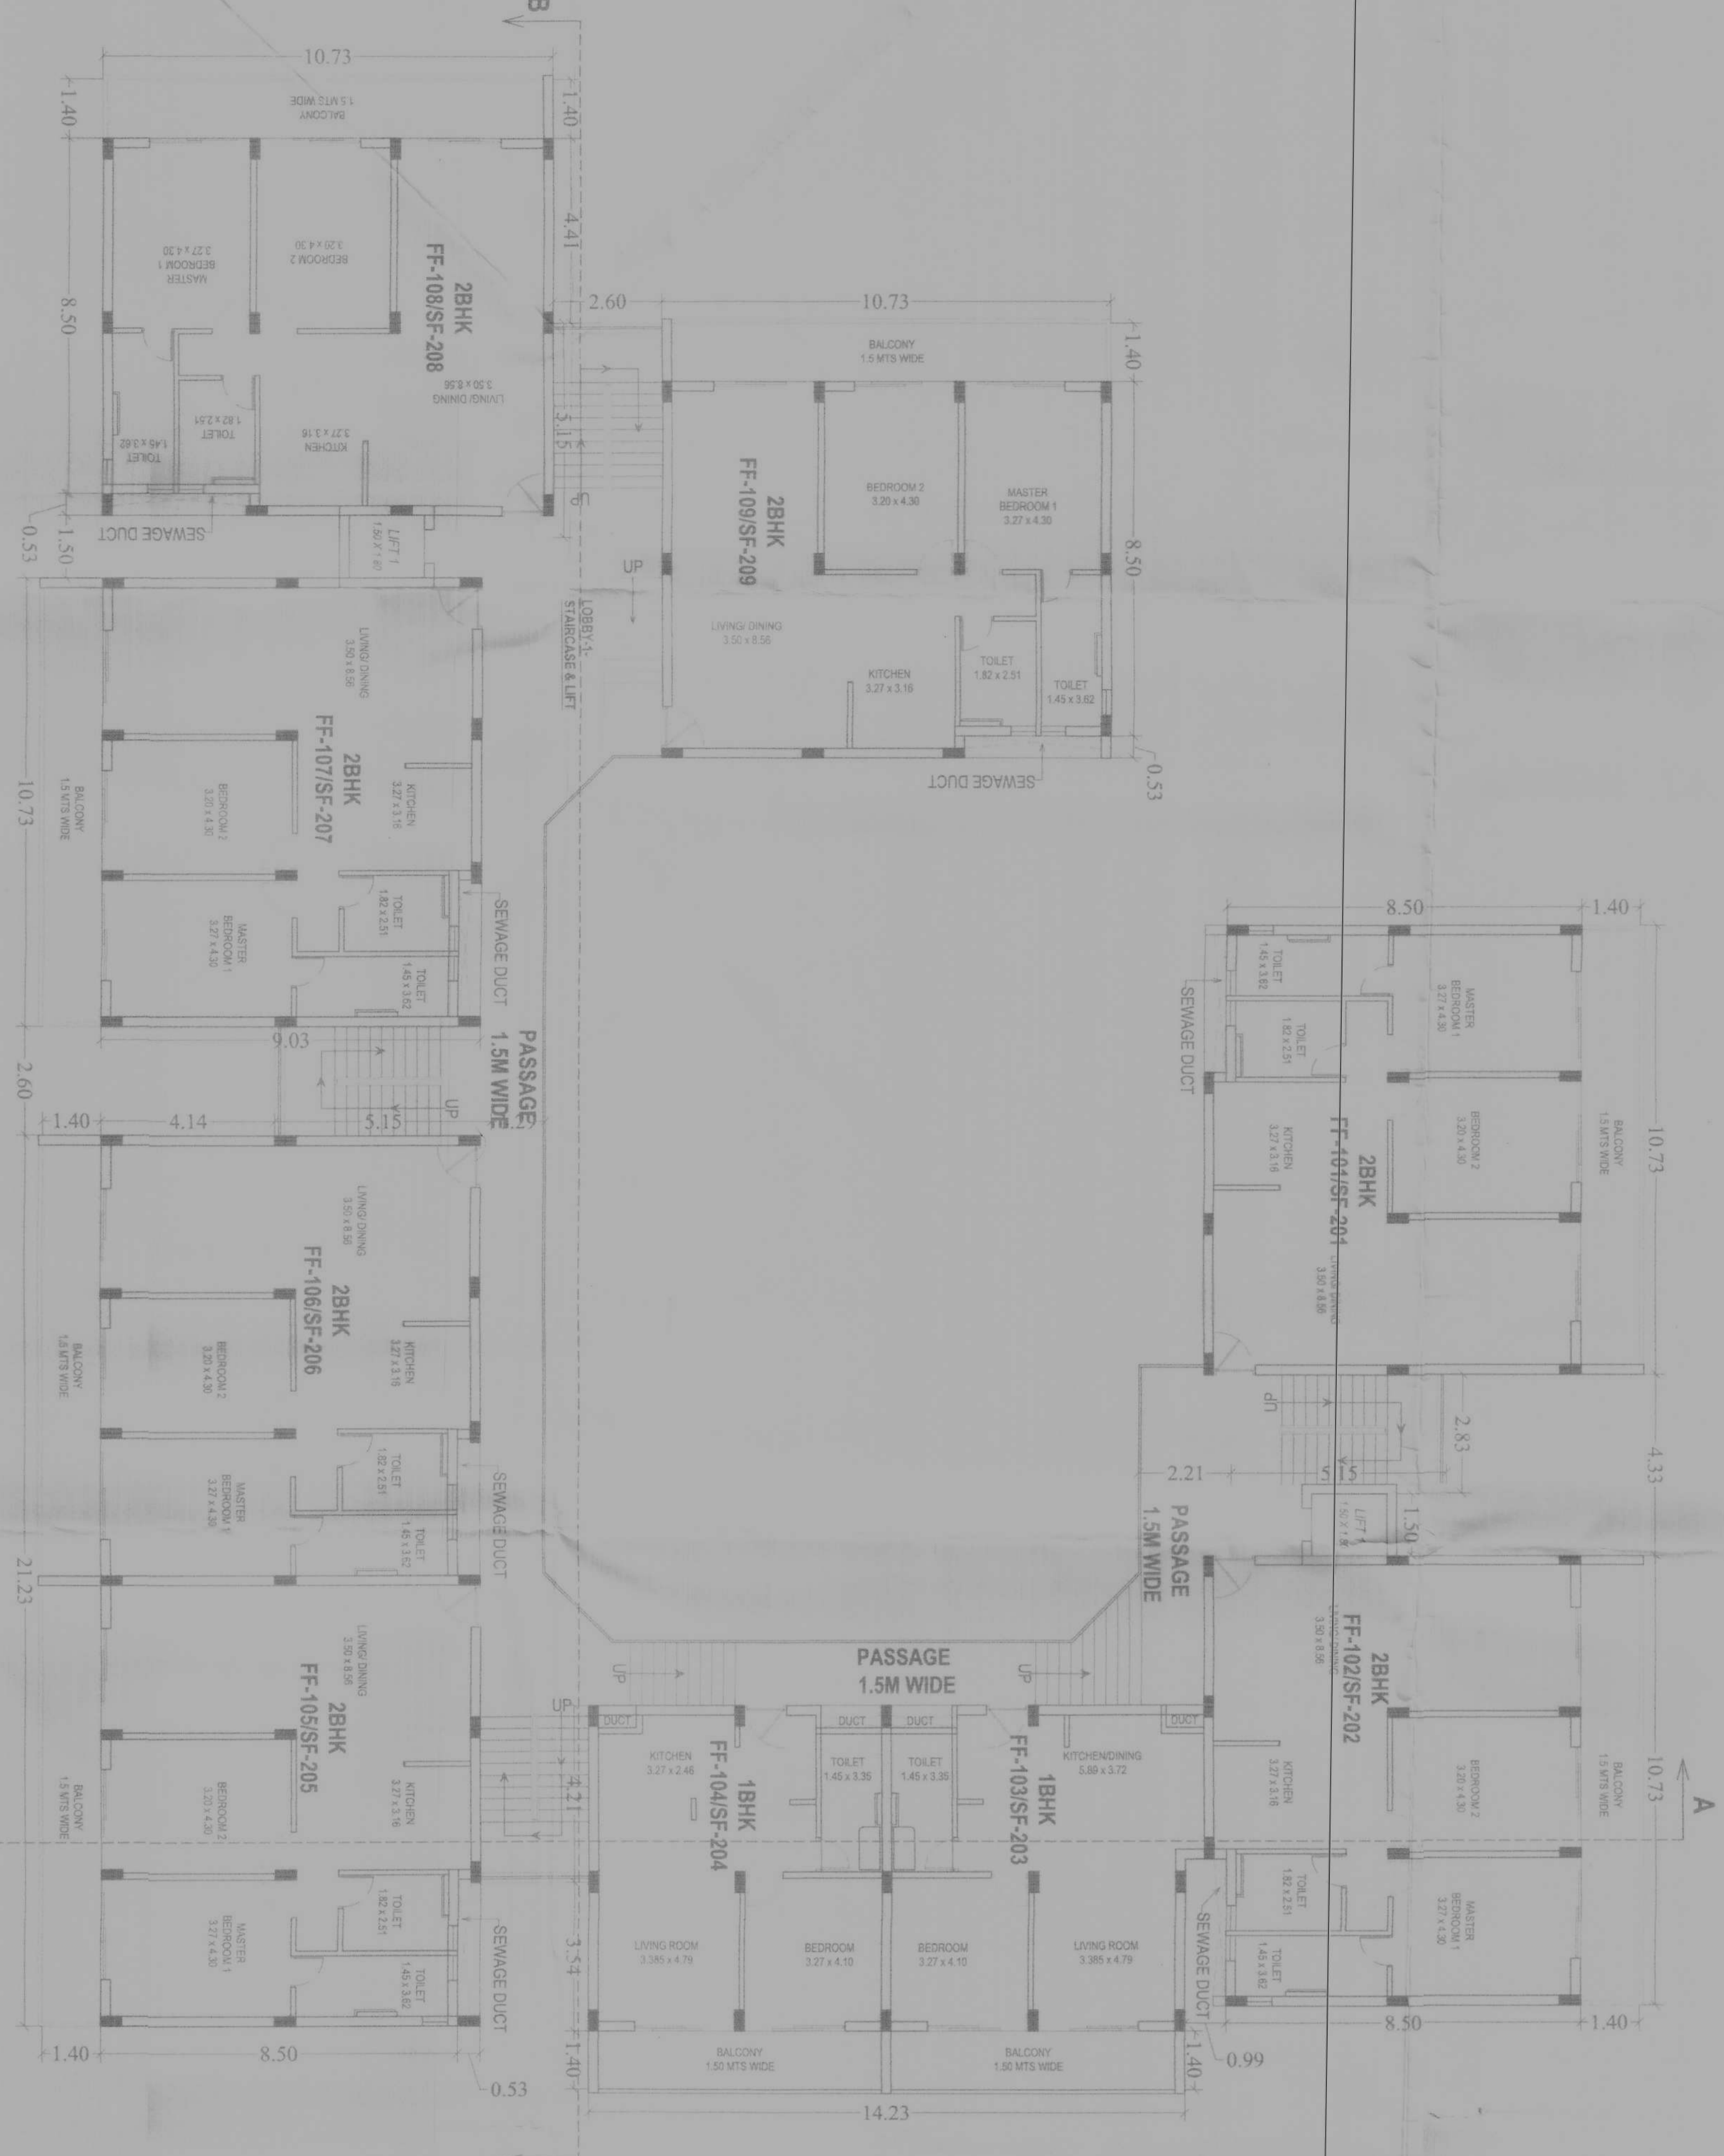 B
10.73
1.40
1.40
BALCONY
1.5 MTS WIDE
4.41
8.50
MASTER
BEDROOM 1
3.27 x 4.30
BEDROOM 2
3.20 x 4.30
2BHK
FF-108/SF-208
LIVING/ DINING
3.50 x 8.56
KITCHEN
3.27 x 3.16
TOILET
1.82 x 2.51
TOILET
1.45 x 3.62
SEWAGE DUCT
1.50
0.53
LIFT 1
5.15
UP
2.60
10.73
BALCONY
1.5 MTS WIDE
1.40
2BHK
FF-109/SF-209
BEDROOM 2
3.20 x 4.30
MASTER
BEDROOM 1
3.27 x 4.30
8.50
LIVING/ DINING
3.50 x 8.56
KITCHEN
3.27 x 3.16
TOILET
1.82 x 2.51
TOILET
1.45 x 3.62
SEWAGE DUCT
0.53
UP
LOBBY-1-
STAIRCASE & LIFT
LIVING/ DINING
3.50 x 8.56
2BHK
FF-107/SF-207
KITCHEN
3.27 x 3.16
BEDROOM 2
3.20 x 4.30
BALCONY
1.5 MTS WIDE
10.73
MASTER
BEDROOM 1
3.27 x 4.30
TOILET
1.82 x 2.51
TOILET
1.45 x 3.62
SEWAGE DUCT
9.03
PASSAGE
1.5M WIDE
2.60
UP
1.40
4.14
5.15
LIVING/ DINING
3.50 x 8.56
2BHK
FF-106/SF-206
KITCHEN
3.27 x 3.16
BEDROOM 2
3.20 x 4.30
BALCONY
1.5 MTS WIDE
MASTER
BEDROOM 1
3.27 x 4.30
TOILET
1.82 x 2.51
TOILET
1.45 x 3.62
SEWAGE DUCT
21.23
LIVING/ DINING
3.50 x 8.56
2BHK
FF-105/SF-205
KITCHEN
3.27 x 3.16
BEDROOM 2
3.20 x 4.30
BALCONY
1.5 MTS WIDE
MASTER
BEDROOM 1
3.27 x 4.30
TOILET
1.82 x 2.51
TOILET
1.45 x 3.62
SEWAGE DUCT
1.40
8.50
0.53
8.50
1.40
TOILET
1.45 x 3.62
MASTER
BEDROOM 1
3.27 x 4.30
SEWAGE DUCT
TOILET
1.82 x 2.51
2BHK
FF-101/SF-201
KITCHEN
3.27 x 3.16
BEDROOM 2
3.20 x 4.30
BALCONY
1.5 MTS WIDE
10.73
LIVING/ DINING
3.50 x 8.56
UP
2.83
4.33
2.21
1.50
PASSAGE
1.5M WIDE
2BHK
FF-102/SF-202
LIVING/ DINING
3.50 x 8.56
KITCHEN
3.27 x 3.16
BEDROOM 2
3.20 x 4.30
BALCONY
1.5 MTS WIDE
10.73
A
TOILET
1.82 x 2.51
MASTER
BEDROOM 1
3.27 x 4.30
TOILET
1.45 x 3.62
SEWAGE DUCT
8.50
1.40
0.99
PASSAGE
1.5M WIDE
UP
UP
UP
DUCT
DUCT
DUCT
DUCT
KITCHEN
3.27 x 2.46
1BHK
FF-104/SF-204
TOILET
1.45 x 3.35
TOILET
1.45 x 3.35
1BHK
FF-103/SF-203
KITCHEN/DINING
5.89 x 3.72
4.21
3.54
LIVING ROOM
3.385 x 4.79
BEDROOM
3.27 x 4.10
BEDROOM
3.27 x 4.10
LIVING ROOM
3.385 x 4.79
1.40
BALCONY
1.50 MTS WIDE
BALCONY
1.50 MTS WIDE
1.40
14.23